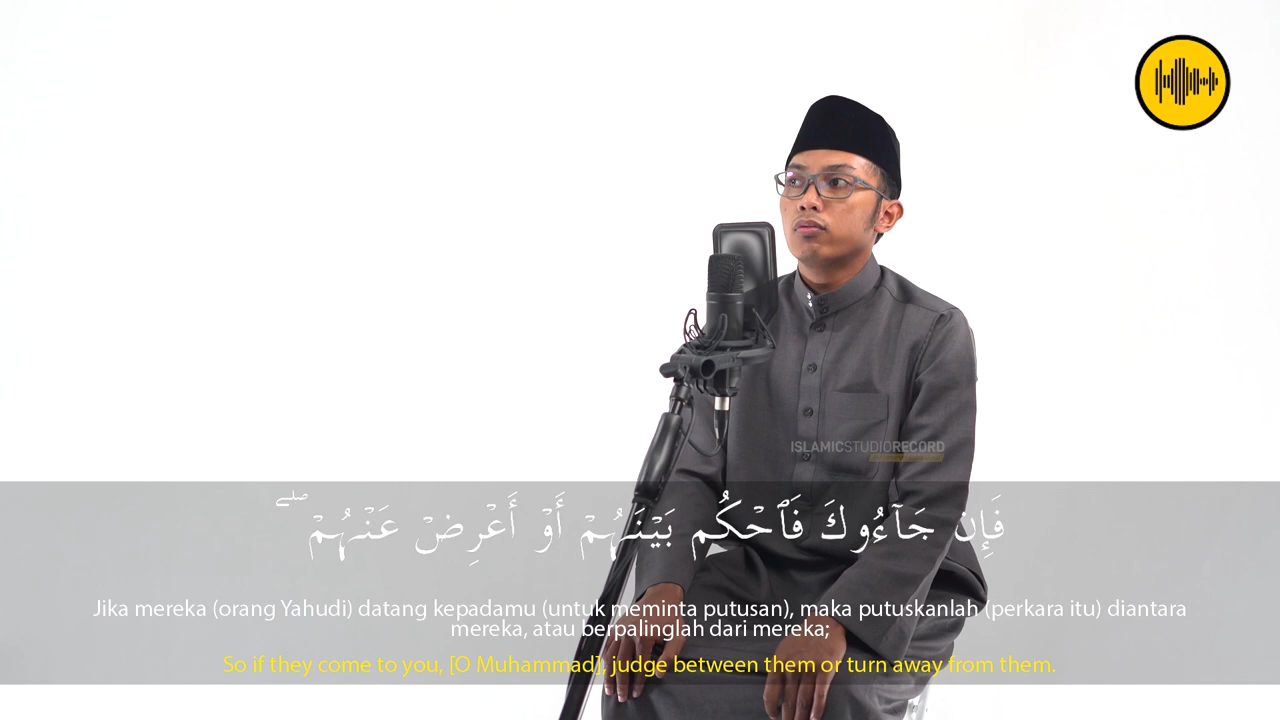 ISLAMICSTUDIORECORD
فَإِن جَآءُوكَ فَٱحْكُم بَيْنَهُمْ أَوْ أَعْرِضْ عَنْهُمْ ۖ
Jika mereka (orang Yahudi) datang kepadamu (untuk meminta putusan), maka putuskanlah (perkara itu) diantara
mereka, atau berpalinglah dari mereka;
So if they come to you, [O Muhammad], judge between them or turn away from them.